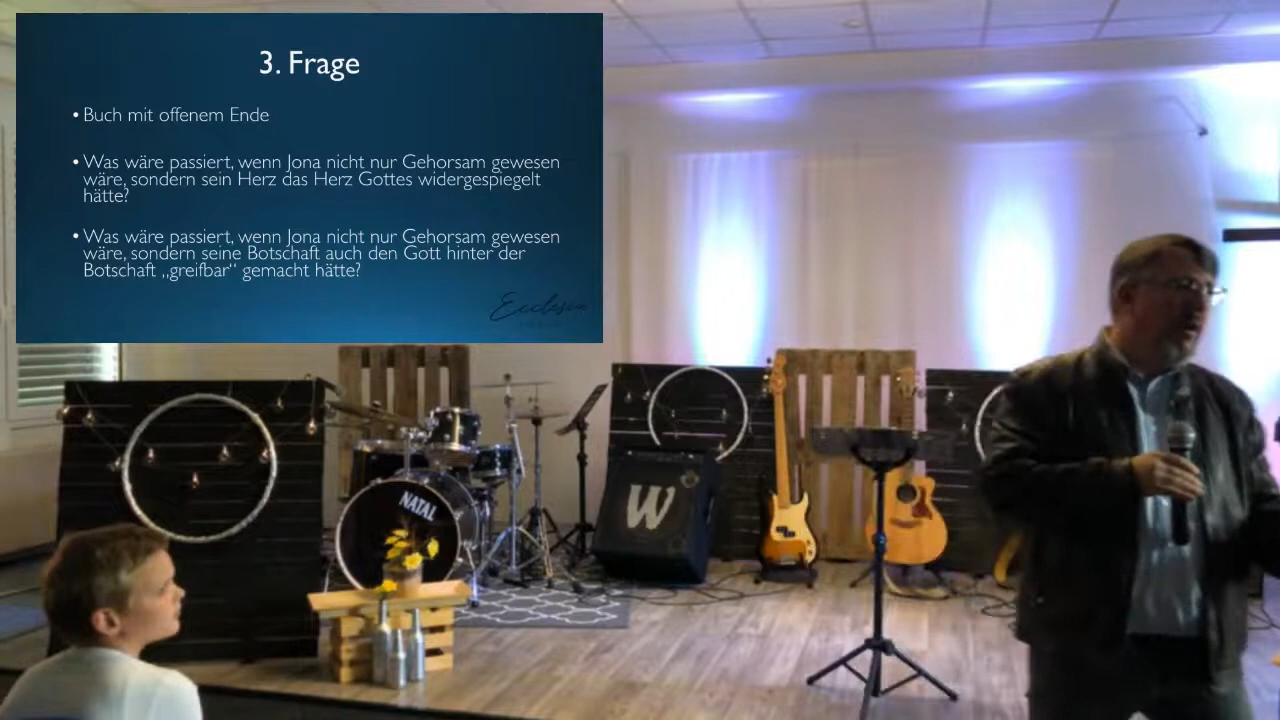 3. Frage
• Buch mit offenem Ende
• Was wäre passiert, wenn Jona nicht nur Gehorsam gewesen
wäre, sondern sein Herz das Herz Gottes widergespiegelt
hätte?
• Was wäre passiert, wenn Jona nicht nur Gehorsam gewesen
wäre, sondern seine Botschaft auch den Gott hinter der
Botschaft „greifbar“ gemacht hätte?
Ecclesia
NATAL
W